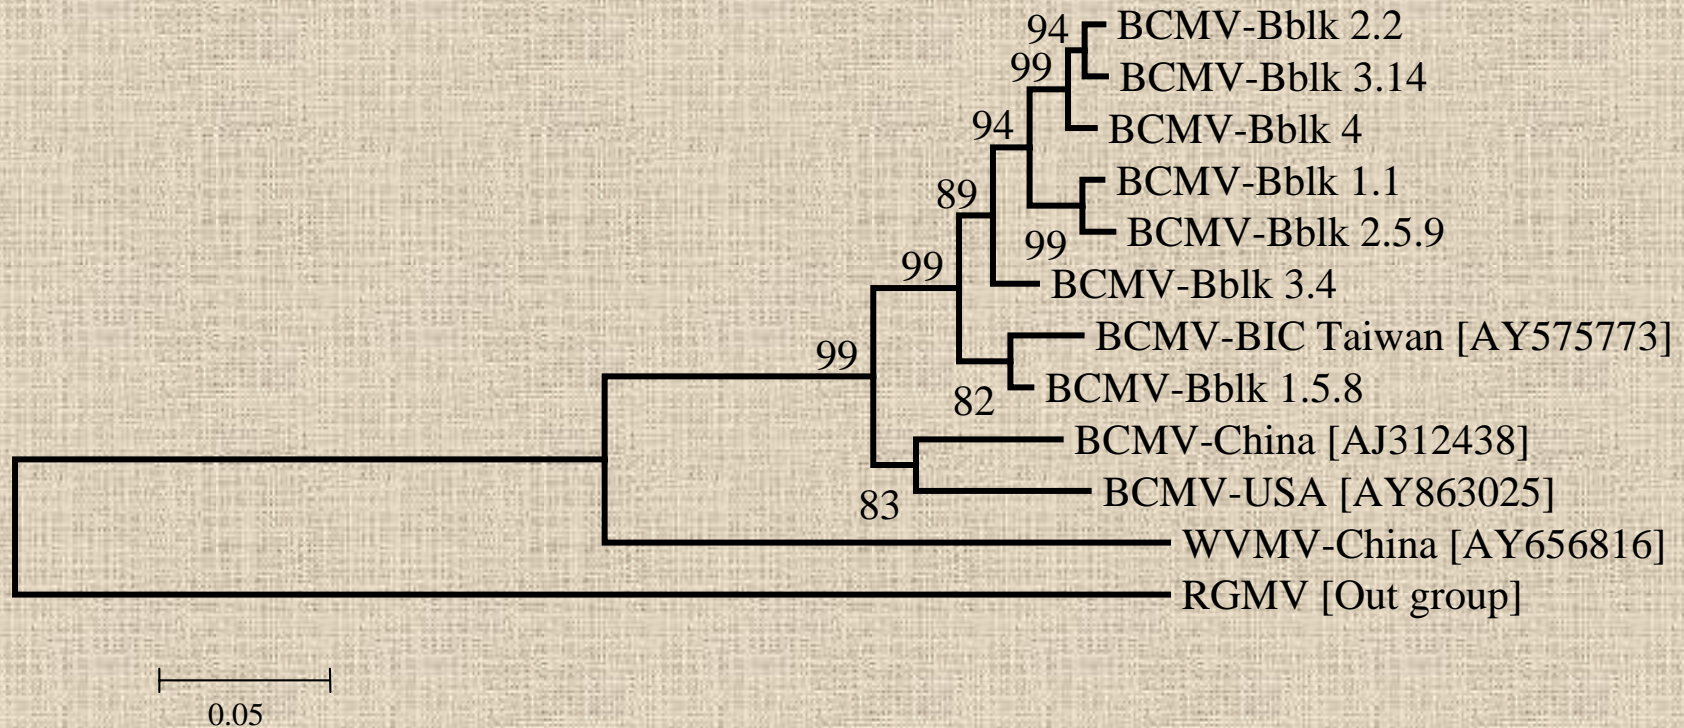 94
BCMV-Bblk 2.2
99
BCMV-Bblk 3.14
94
BCMV-Bblk 4
BCMV-Bblk 1.1
89
BCMV-Bblk 2.5.9
99
99
BCMV-Bblk 3.4
BCMV-BIC Taiwan [AY575773]
99
BCMV-Bblk 1.5.8
82
BCMV-China [AJ312438]
BCMV-USA [AY863025]
83
WVMV-China [AY656816]
RGMV [Out group]
0.05